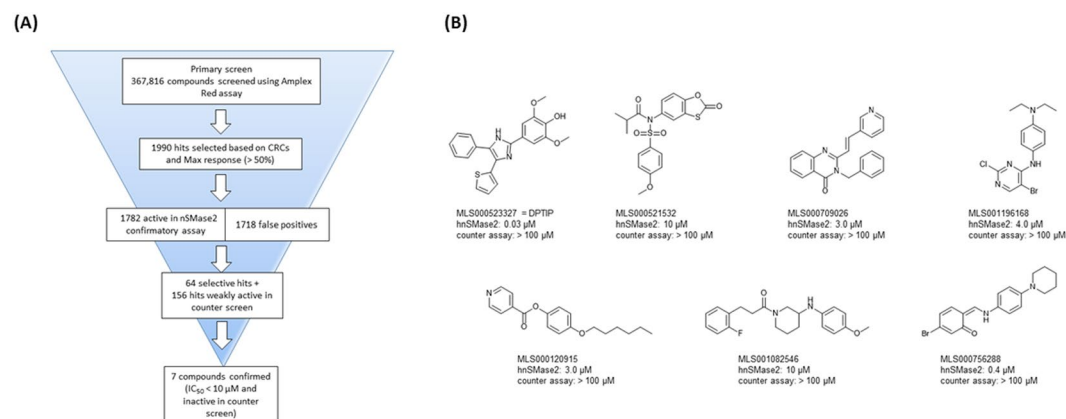 (A)
Primary screen
367,816 compounds screened using Amplex
Red assay
1990 hits selected based on CRCs
and Max response (> 50%)
1782 active in nSMase2
confirmatory assay
1718 false positives
64 selective hits +
156 hits weakly active in
counter screen
7 compounds confirmed
(IC50 < 10 µM and
inactive in counter
screen)
(B)
MLS000523327 = DPTIP
hnSMase2: 0.03 µM
counter assay: > 100 µM
MLS000521532
hnSMase2: 10 µM
counter assay: > 100 µM
MLS000709026
hnSMase2: 3.0 µM
counter assay: > 100 µM
MLS001196168
hnSMase2: 4.0 µM
counter assay: > 100 µM
MLS000120915
hnSMase2: 3.0 µM
counter assay: > 100 µM
MLS001082546
hnSMase2: 10 µM
counter assay: > 100 µM
MLS000756288
hnSMase2: 0.4 µM
counter assay: > 100 µM